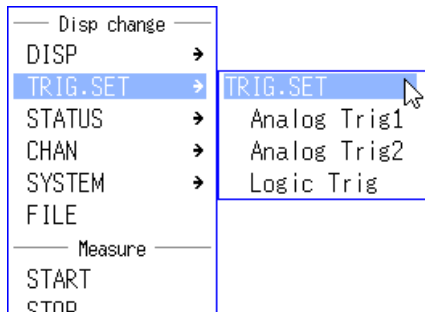 Disp change
DISP
TRIG.SET
STATUS
CHAN
SYSTEM
FILE
Measure
START
STOP
TRIG.SET
Analog Trig1
Analog Trig2
Logic Trig